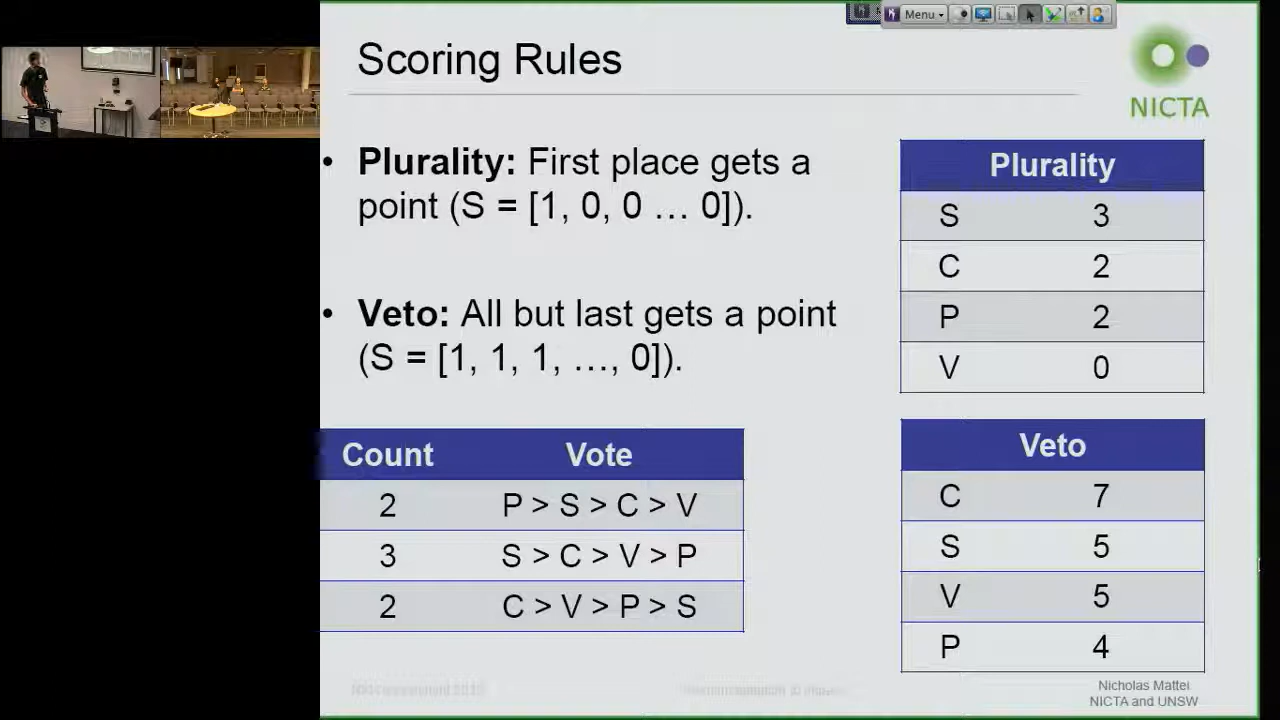 Menu
Scoring Rules
NICTA
• Plurality: First place gets a
point (S = [1, 0, 0 … 0]).
• Veto: All but last gets a point
(S = [1, 1, 1, …, 0]).
Count Vote
2 P > S > C > V
3 S > C > V > P
2 C > V > P > S
Plurality
S 3
C 2
P 2
V 0
Veto
C 7
S 5
V 5
P 4
Nicholas Mattei
NICTA and UNSW